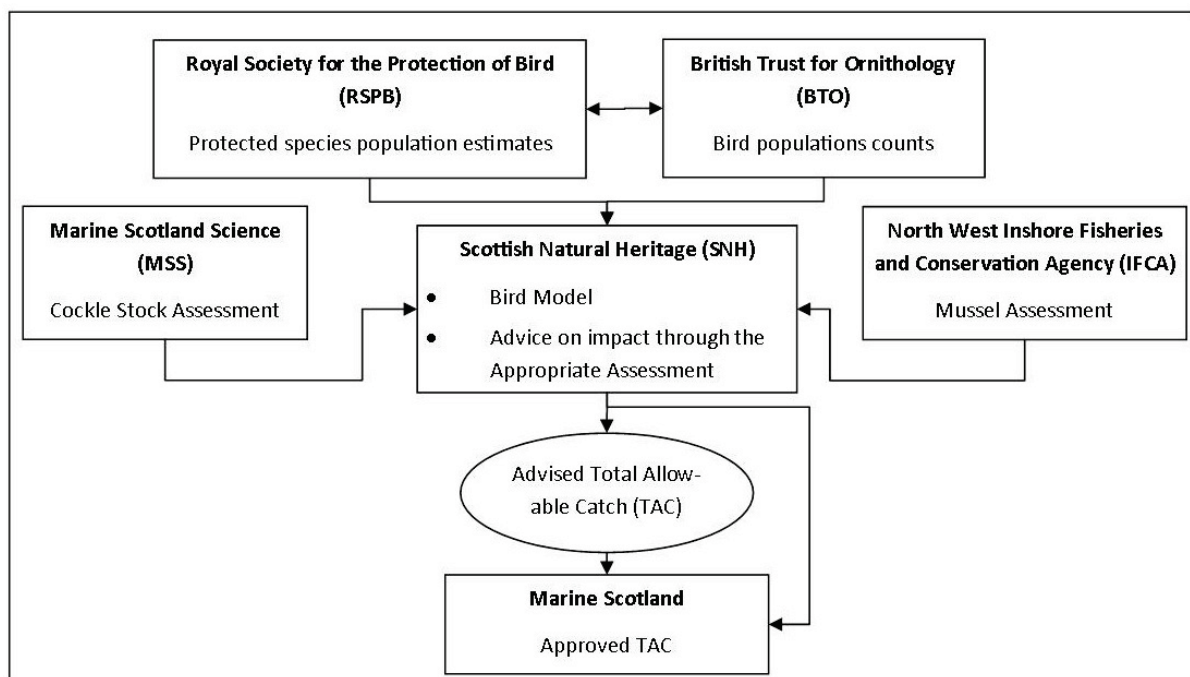 Royal Society for the Protection of Bird
(RSPB)
Protected species population estimates
British Trust for Ornithology
(BTO)
Bird populations counts
Marine Scotland Science
(MSS)
Cockle Stock Assessment
Scottish Natural Heritage (SNH)
• Bird Model
• Advice on impact through the
Appropriate Assessment
North West Inshore Fisheries
and Conservation Agency (IFCA)
Mussel Assessment
Advised Total Allow-
able Catch (TAC)
Marine Scotland
Approved TAC